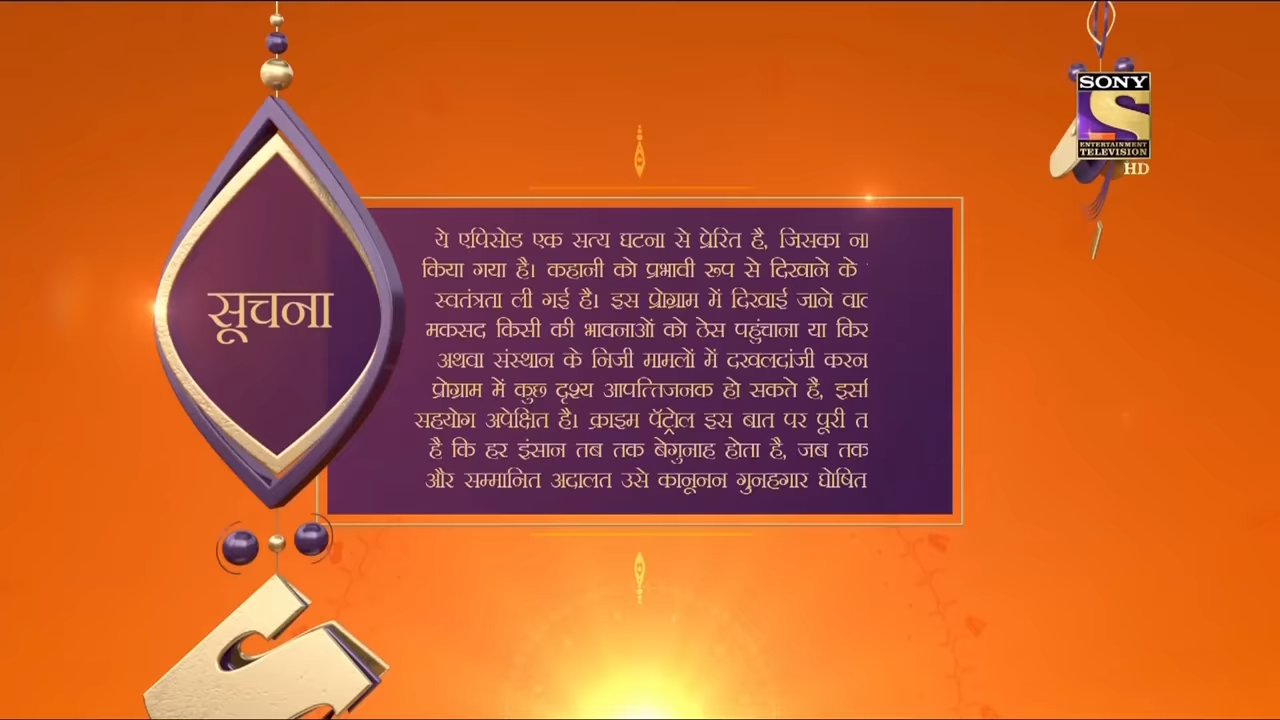 SONY
ENTERTAINMENT
TELEVISION
HD
सूचना
ये एपिसोड एक सत्य घटना से प्रेरित है, जिसका ना
किया गया है। कहानी को प्रभावी रूप से दिखाने के
स्वतंत्रता ली गई है। इस प्रोग्राम में दिखाई जाने
मकसद किसी की भावनाओं को ठेस पहुंचाना या
अथवा संस्थान के निजी मामलों में दखलदांजी करन
प्रोग्राम में कुछ दृश्य आपत्तिजनक हो सकते हैं,
सहयोग अपेक्षित है। क्राइम पॅट्रोल इस बात पर पूरी त
है कि हर इंसान तब तक बेगुनाह होता है, जब तक
और सम्मानित अदालत उसे कानूनन गुनहगार घोषित